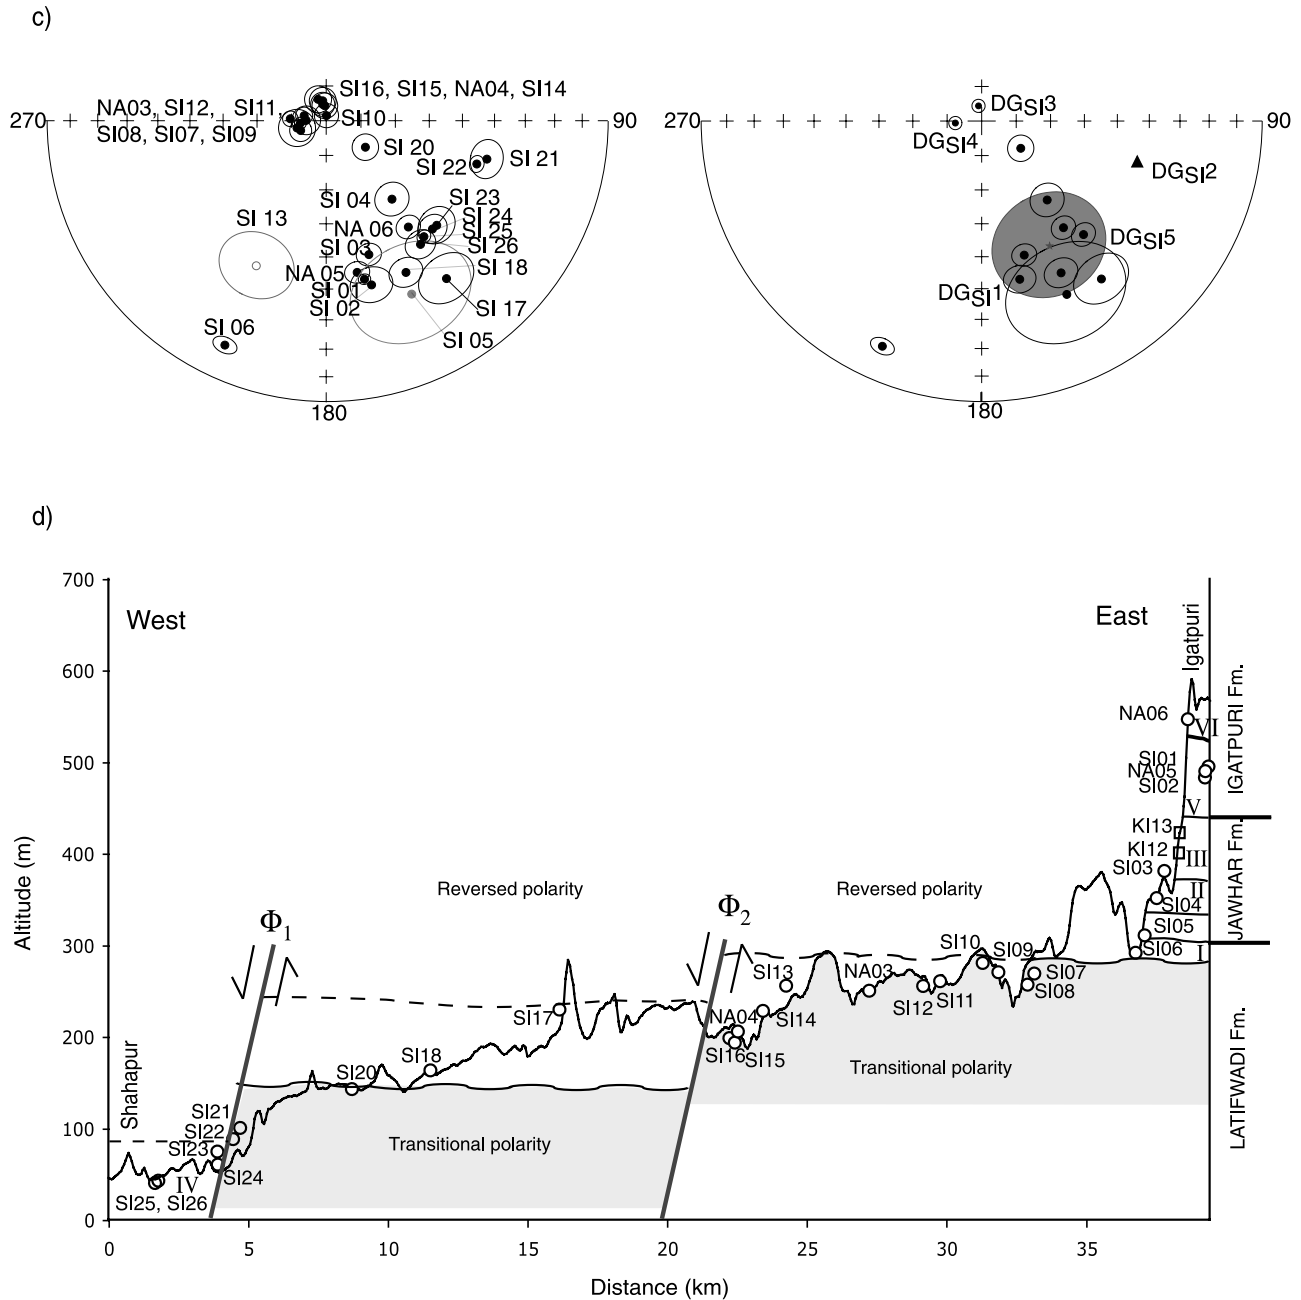 c)
SI16, SI15, NA04, SI14
NA03, SI12, SI11,
SI08, SI07, SI09
SI10
270
90
SI 20
SI 22
SI 21
SI 04
SI 23
SI 24
SI 25
SI 26
NA 06
SI 13
SI 03
NA 05
SI 01
SI 02
SI 18
SI 17
SI 05
SI 06
180
270
90
DGSI3
DGSI4
DGSI2
DGSI5
DGSI1
180
d)
700
600
500
400
300
200
100
0
Altitude (m)
West
East
Igatpuri
Shahapur
NA06
VI
SI01
NA05
SI02
V
KI13
KI12
III
SI03
II
SI04
SI05
SI06
I
IGATPURI Fm.
JAWHAR Fm.
LATIFWADI Fm.
Reversed polarity
Reversed polarity
Φ1
Φ2
SI13
NA03
SI10
SI09
SI07
SI08
SI12
SI11
SI17
NA04
SI14
SI16
SI15
SI18
SI20
Transitional polarity
Transitional polarity
SI21
SI22
SI23
SI24
IV
SI25, SI26
0
5
10
15
20
25
30
35
Distance (km)